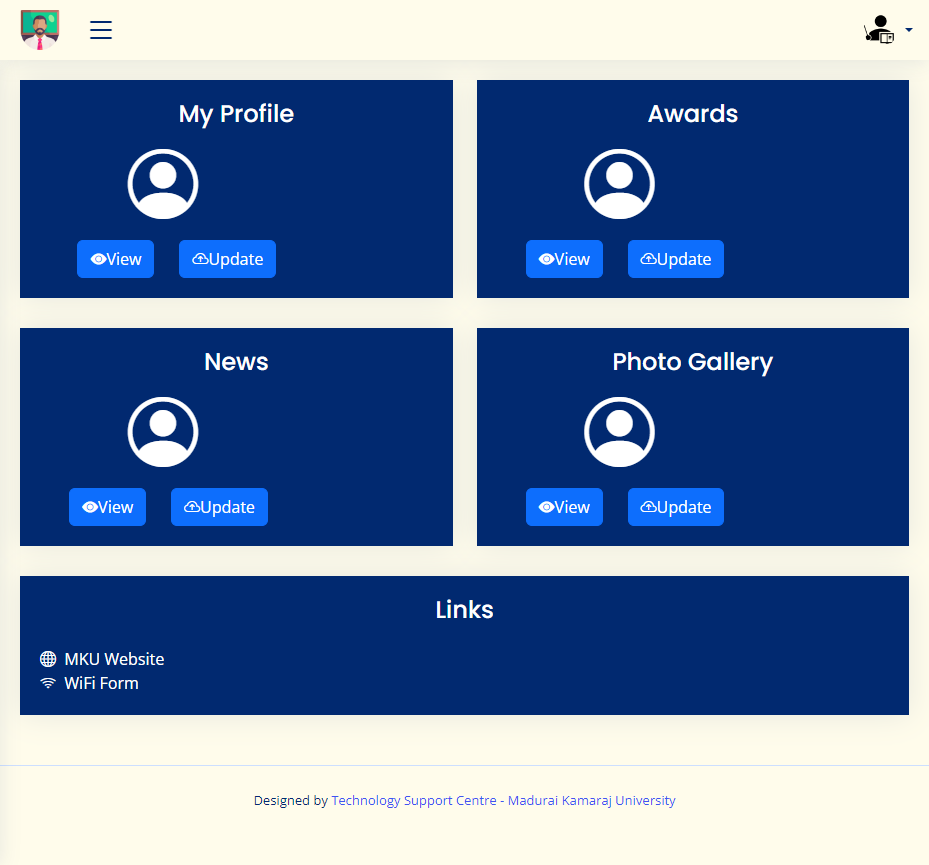 My Profile
View Update
Awards
View Update
News
View Update
Photo Gallery
View Update
Links
MKU Website
WiFi Form
Designed by Technology Support Centre - Madurai Kamaraj University